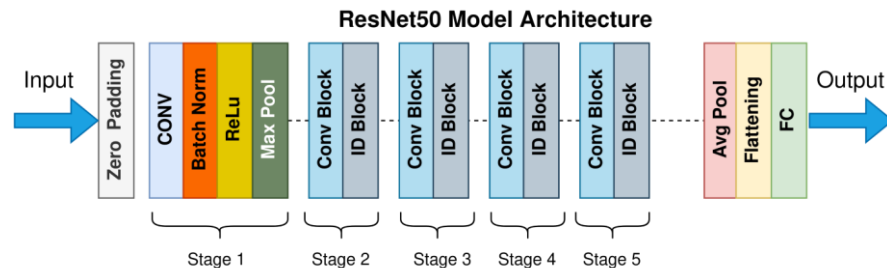 ResNet50 Model Architecture
Input
Zero Padding
CONV
Batch Norm
ReLu
Max Pool
Conv Block
ID Block
Conv Block
ID Block
Conv Block
ID Block
Conv Block
ID Block
Avg Pool
Flattening
FC
Output
Stage 1
Stage 2
Stage 3
Stage 4
Stage 5